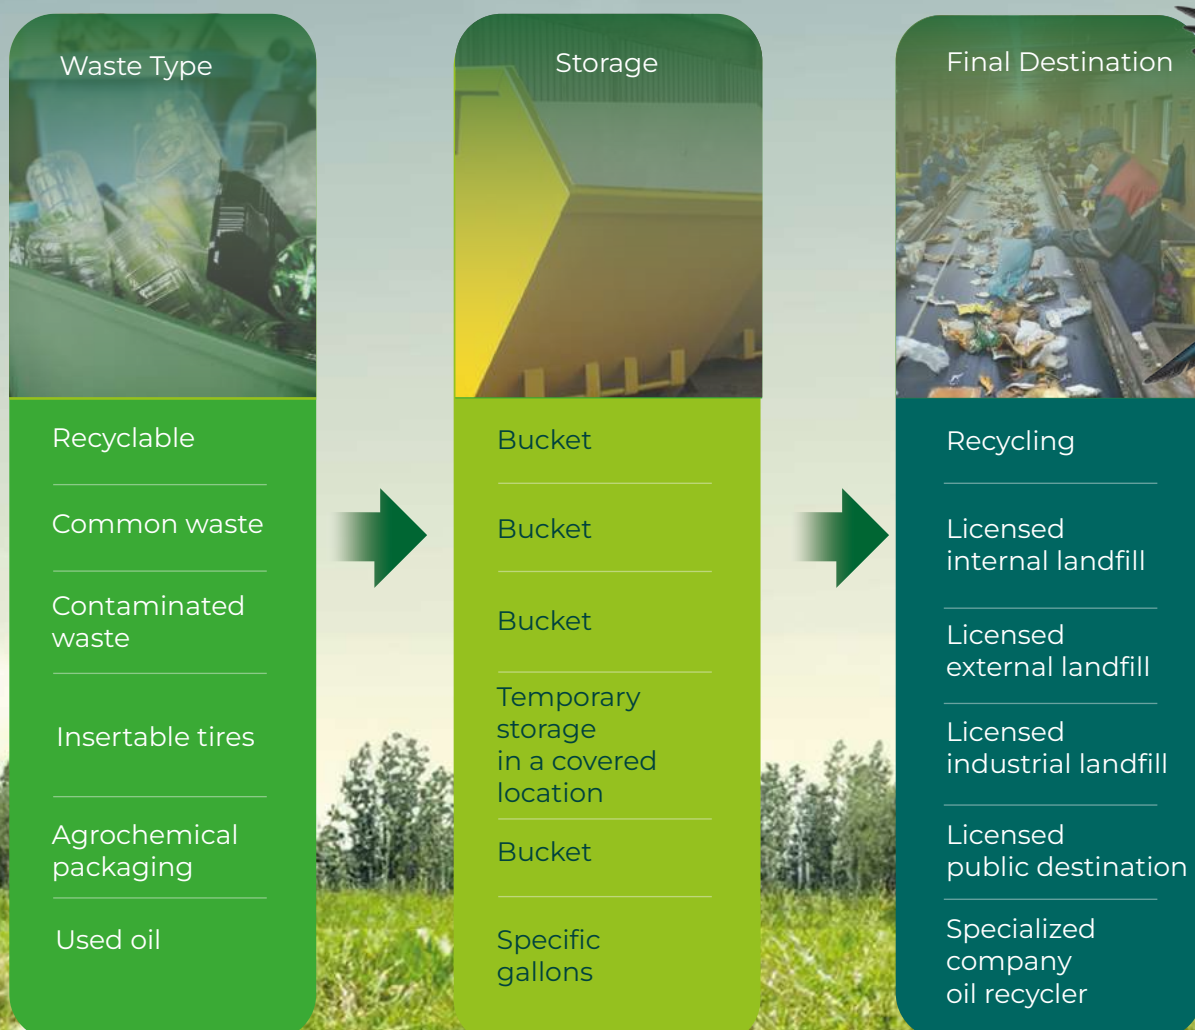 Waste Type
Recyclable
Common waste
Contaminated
waste
Insertable tires
Agrochemical
packaging
Used oil
Storage
Bucket
Bucket
Bucket
Temporary
storage
in a covered
location
Bucket
Specific
gallons
Final Destination
Recycling
Licensed
internal landfill
Licensed
external landfill
Licensed
industrial landfill
Licensed
public destination
Specialized
company
oil recycler